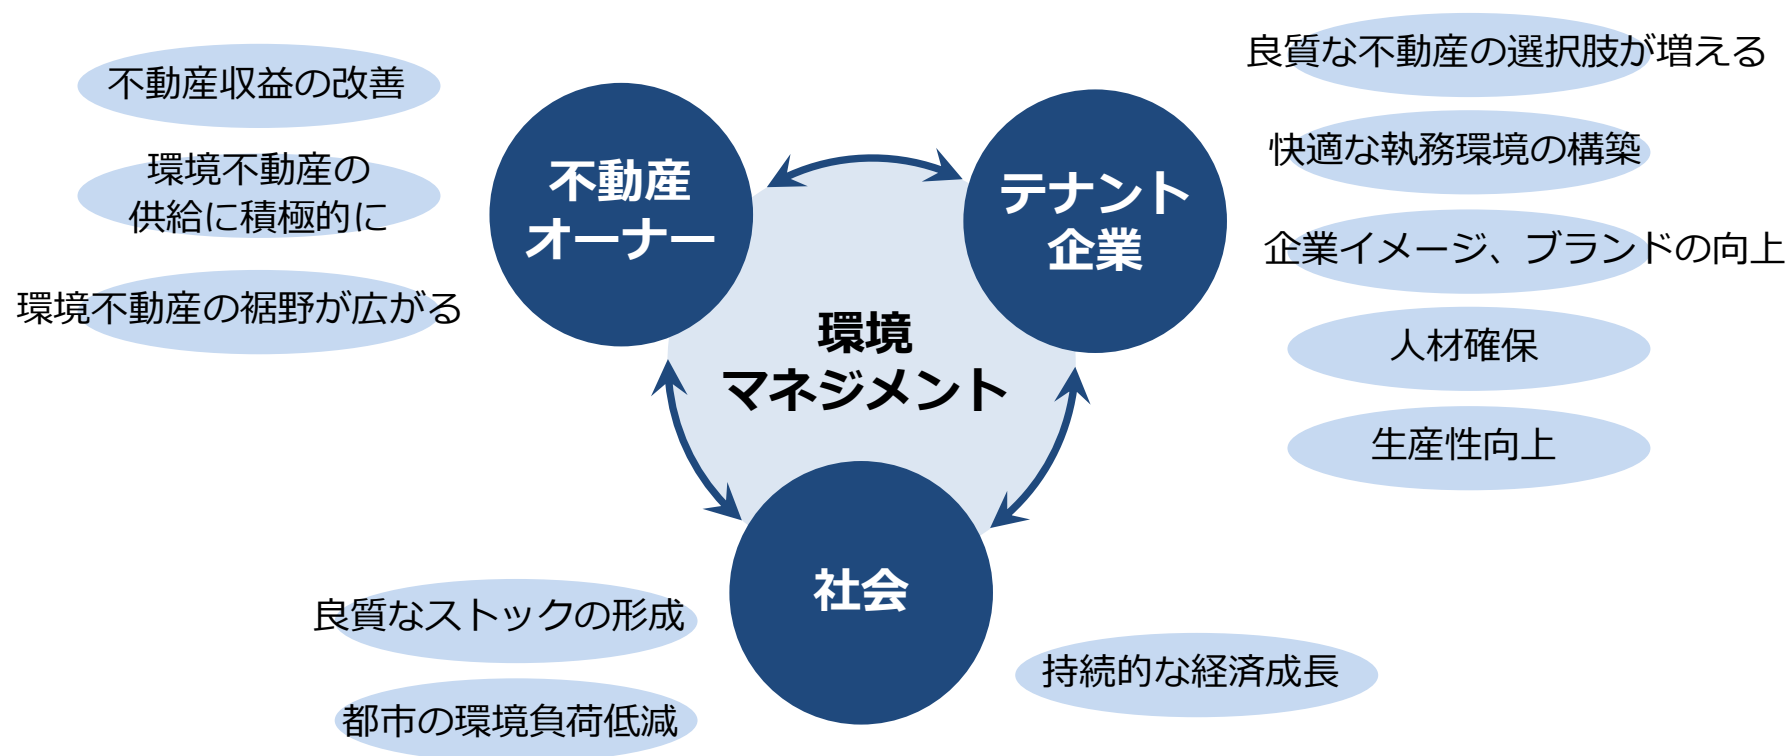 不動産収益の改善
環境不動産の
供給に積極的に
環境不動産の裾野が広がる
不動産
オーナー
テナント
企業
環境
マネジメント
社会
良質な不動産の選択肢が増える
快適な執務環境の構築
企業イメージ、ブランドの向上
人材確保
生産性向上
良質なストックの形成
都市の環境負荷低減
持続的な経済成長